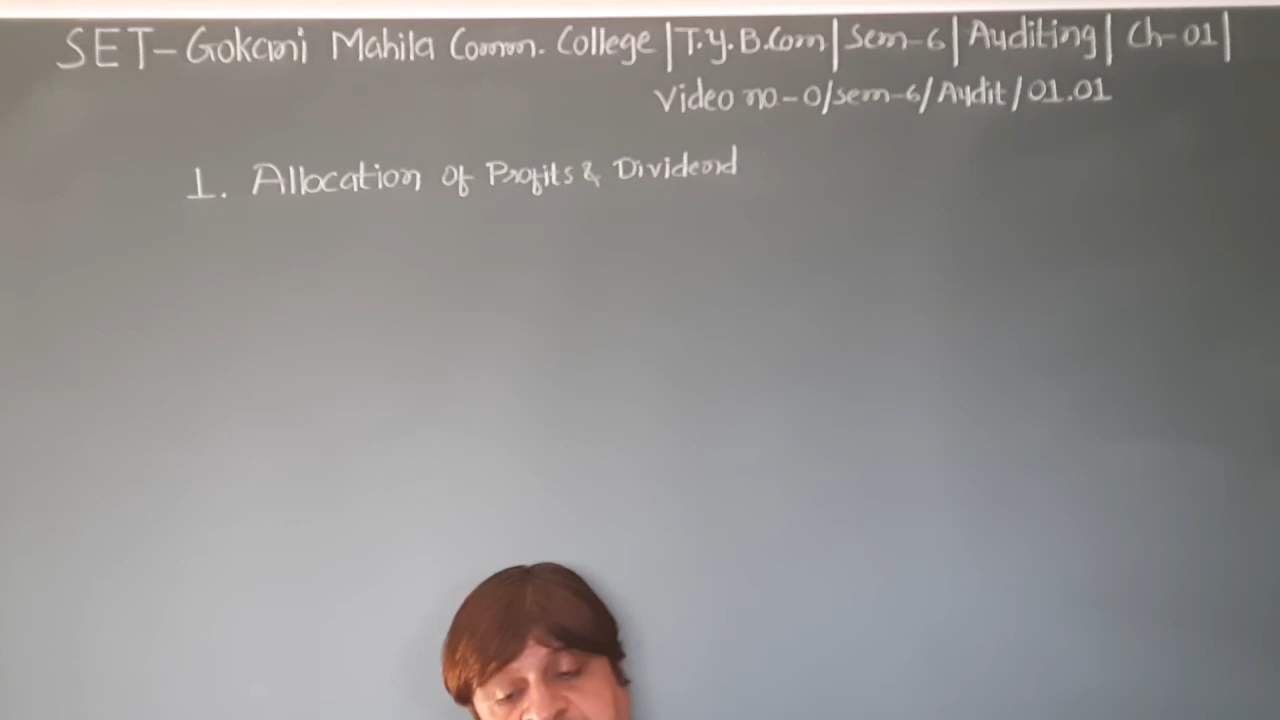 SET-Gokani Mahila Comm. College | T.Y. B.Com | Sem-6 | Auditing | Ch-01 |
Video no-0/sem-6/Audit/01.01
1. Allocation of Profits & Dividend